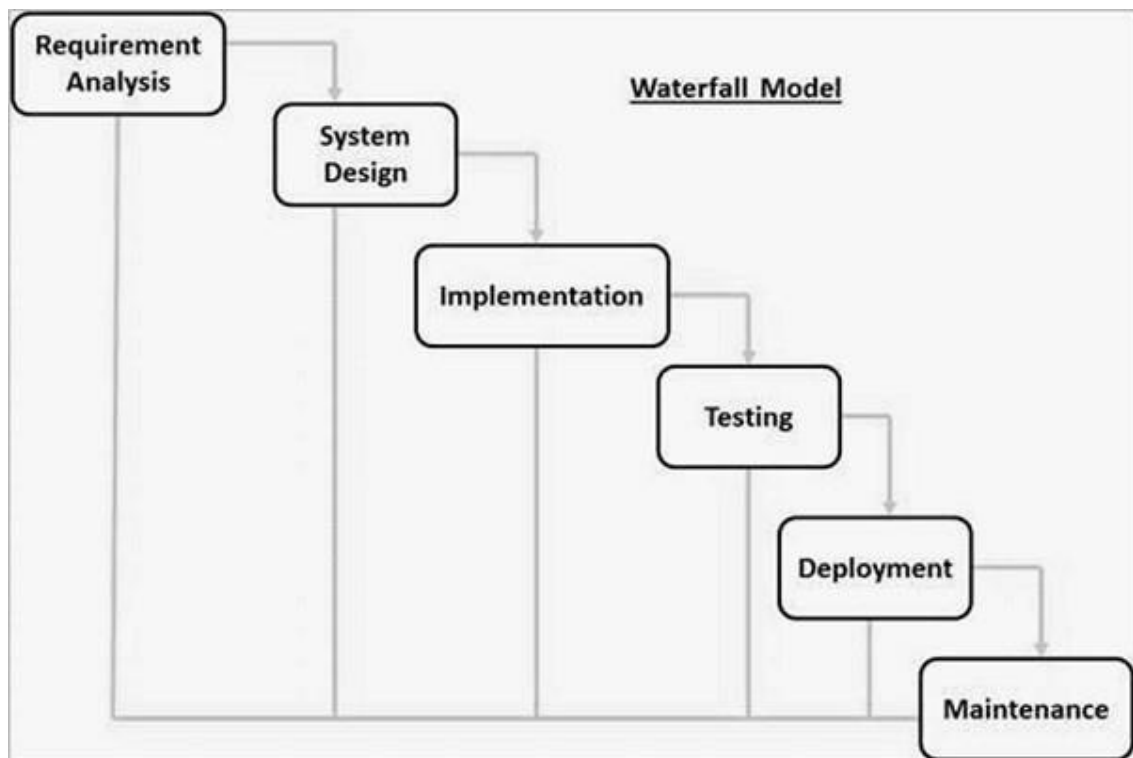 Requirement
Analysis
Waterfall Model
System
Design
Implementation
Testing
Deployment
Maintenance